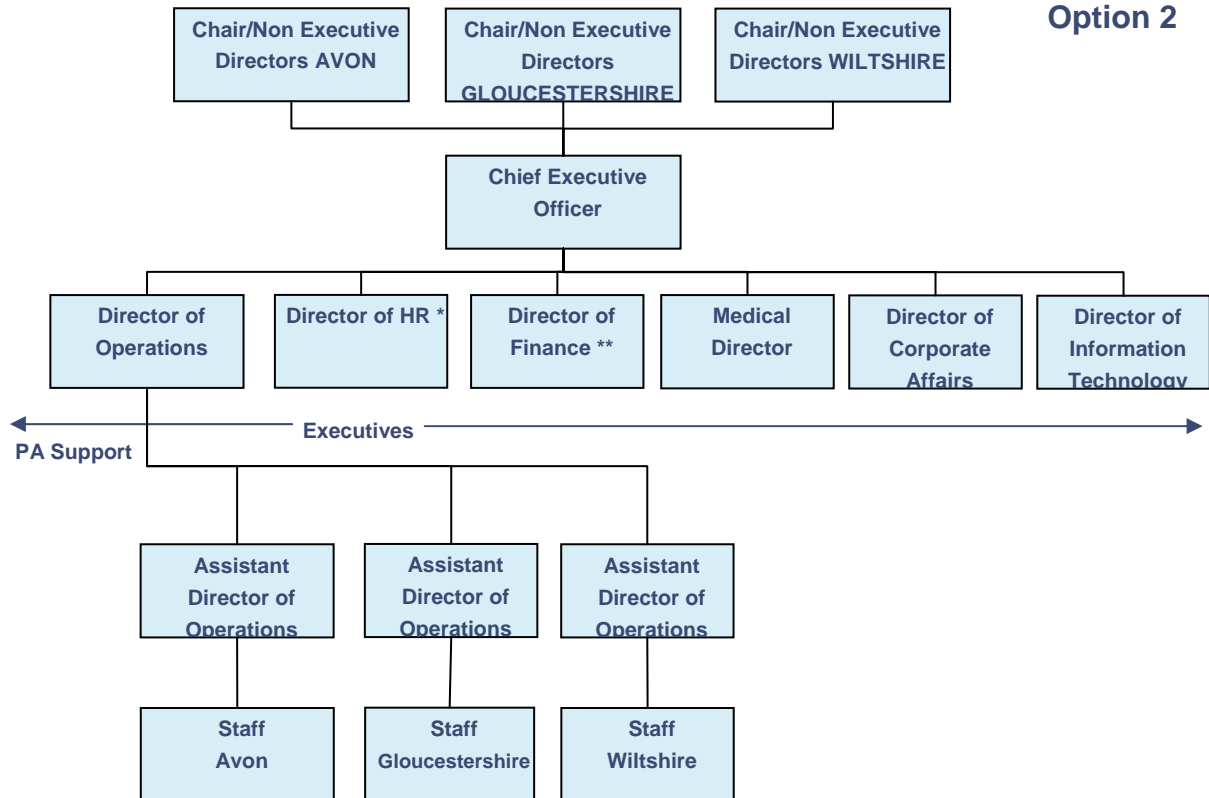 Option 2
Chair/Non Executive
Directors AVON
Chair/Non Executive
Directors
GLOUCESTERSHIRE
Chair/Non Executive
Directors WILTSHIRE
Chief Executive
Officer
Director of
Operations
Director of HR *
Director of
Finance **
Medical
Director
Director of
Corporate
Affairs
Director of
Information
Technology
Executives
PA Support
Assistant
Director of
Operations
Assistant
Director of
Operations
Assistant
Director of
Operations
Staff
Avon
Staff
Gloucestershire
Staff
Wiltshire